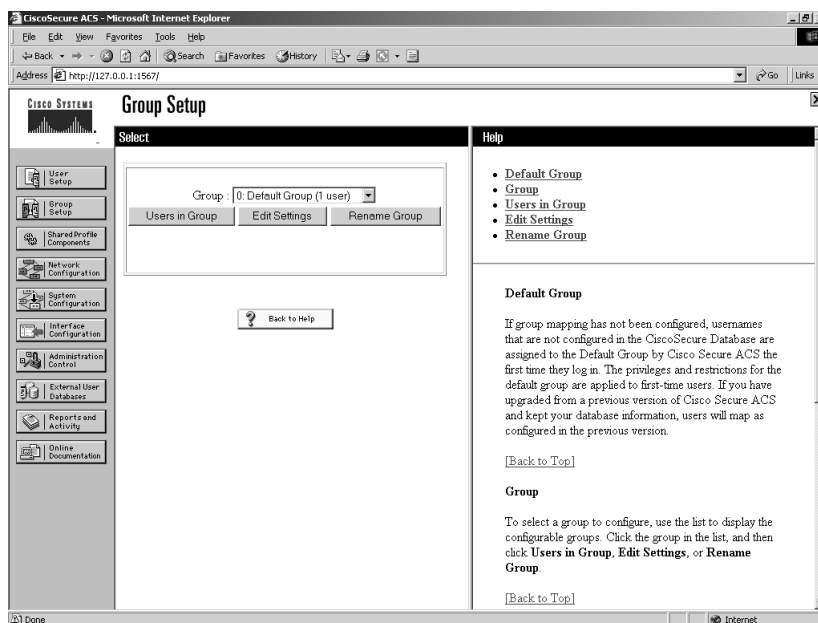 CiscoSecure ACS - Microsoft Internet Explorer
File Edit View Favorites Tools Help
Back Search Favorites History
Address http://127.0.0.1:1567/ Go Links
CISCO SYSTEMS
Group Setup
User
Setup
Group
Setup
Shared Profile
Components
Network
Configuration
System
Configuration
Interface
Configuration
Administration
Control
External User
Databases
Reports and
Activity
Online
Documentation
Select
Group : 0: Default Group (1 user)
Users in Group Edit Settings Rename Group
? Back to Help
Help
• Default Group
• Group
• Users in Group
• Edit Settings
• Rename Group
Default Group
If group mapping has not been configured, usernames
that are not configured in the CiscoSecure Database are
assigned to the Default Group by Cisco Secure ACS the
first time they log in. The privileges and restrictions for the
default group are applied to first-time users. If you have
upgraded from a previous version of Cisco Secure ACS
and kept your database information, users will map as
configured in the previous version.
[Back to Top]
Group
To select a group to configure, use the list to display the
configurable groups. Click the group in the list, and then
click Users in Group, Edit Settings, or Rename
Group.
[Back to Top]
Done Internet